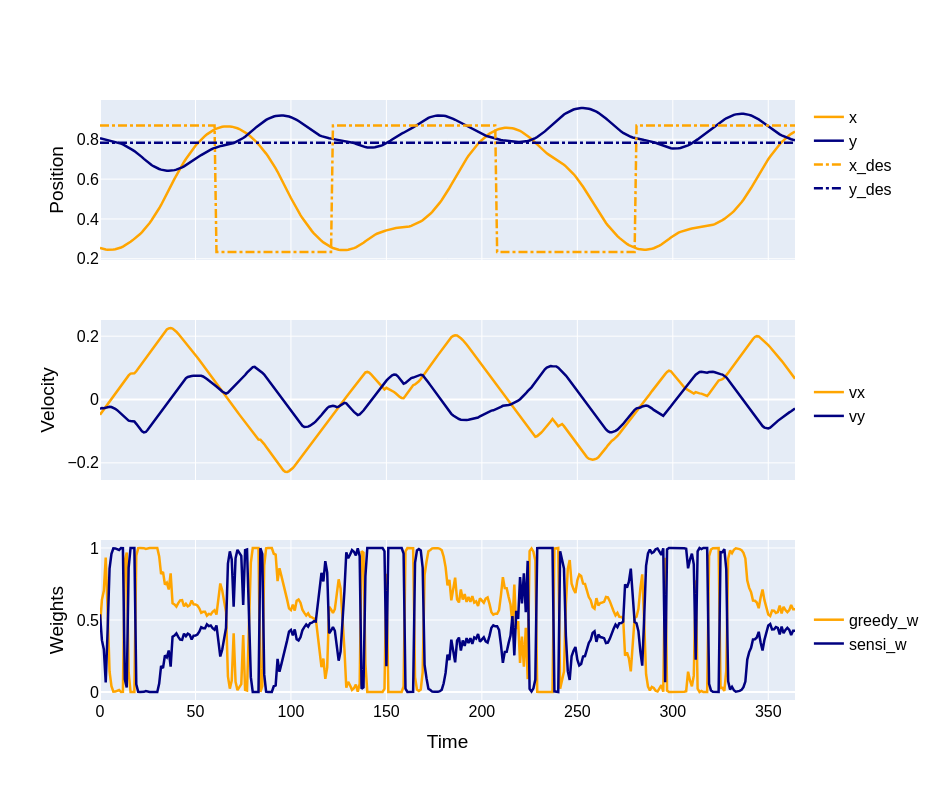 Position
0.8
0.6
0.4
0.2
x
y
x_des
y_des
Velocity
0.2
0
−0.2
vx
vy
Weights
1
0.5
0
greedy_w
sensi_w
0 50 100 150 200 250 300 350
Time